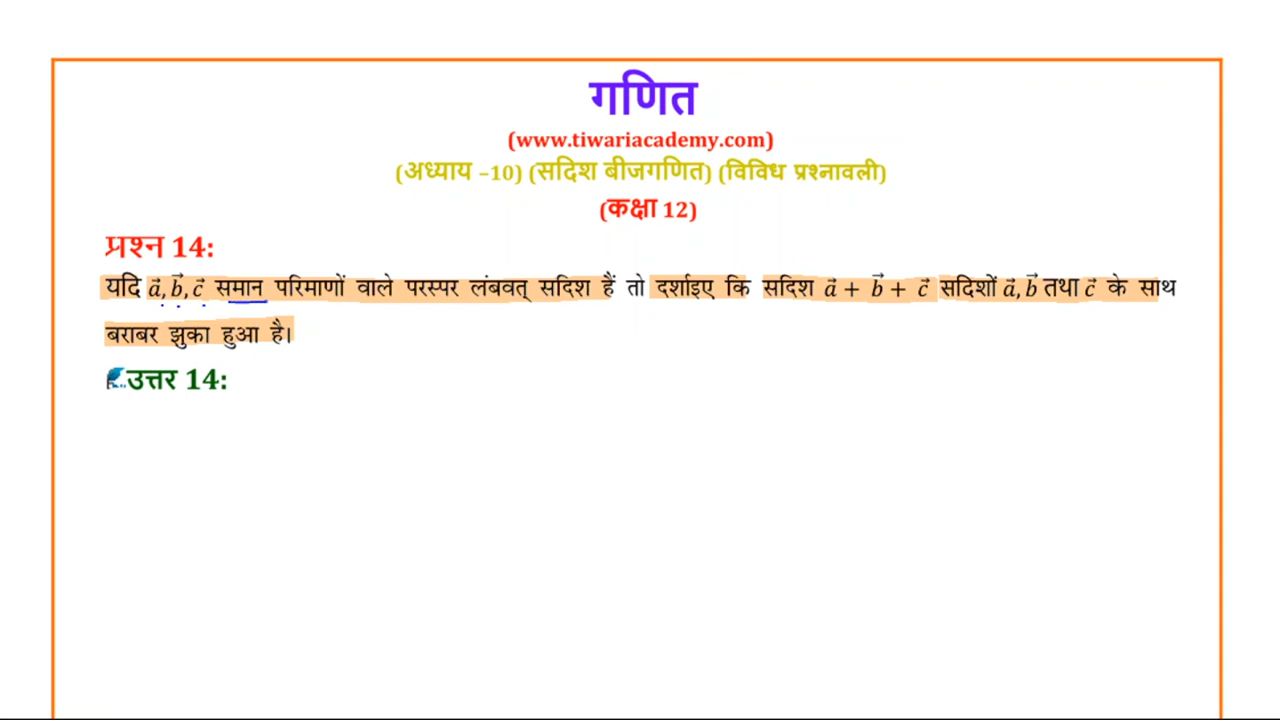 गणित
(www.tiwariacademy.com)
(अध्याय –10) (सदिश बीजगणित) (विविध प्रश्नावली)
(कक्षा 12)
प्रश्न 14:
यदि a⃗, b⃗, c⃗ समान परिमाणों वाले परस्पर लंबवत् सदिश हैं तो दर्शाइए कि सदिश a⃗ + b⃗ + c⃗ सदिशों a⃗, b⃗ तथा c⃗ के साथ
बराबर झुका हुआ है।
उत्तर 14: